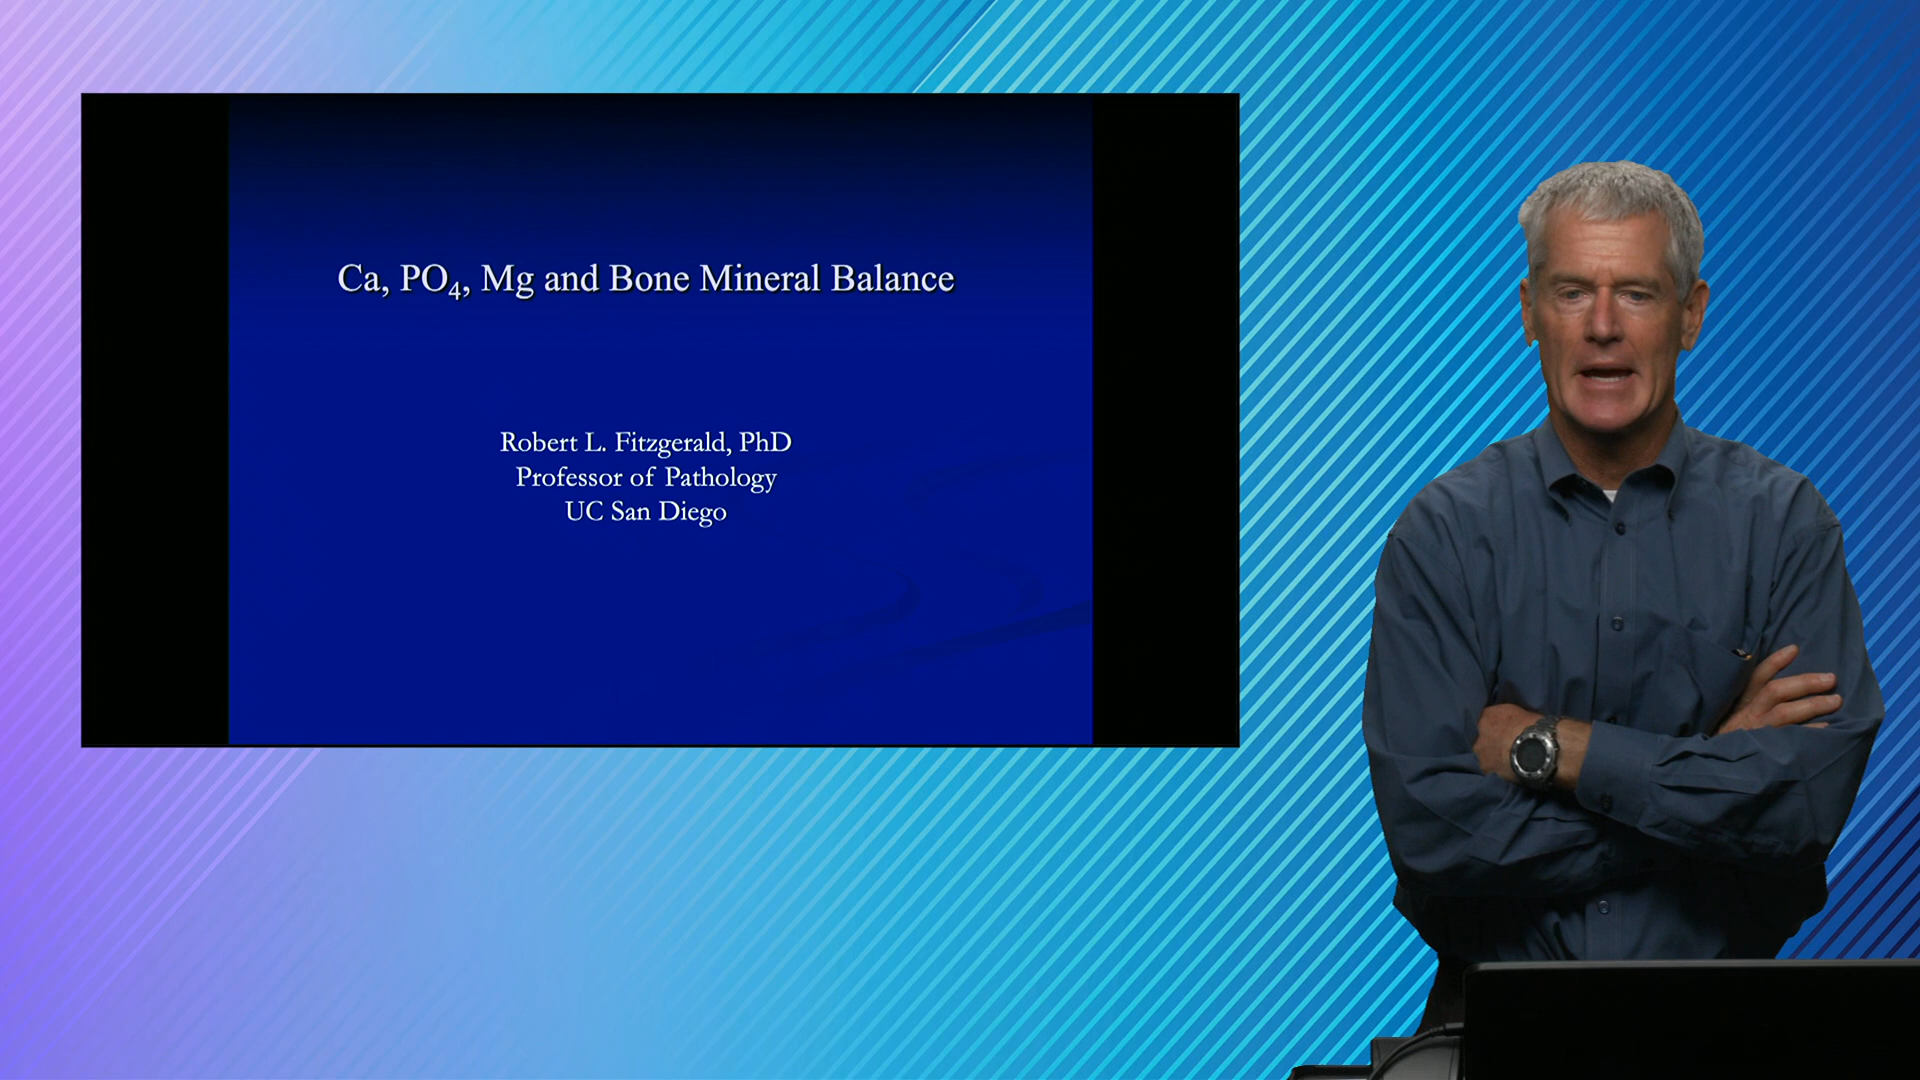 Ca, PO₄, Mg and Bone Mineral Balance
Robert L. Fitzgerald, PhD
Professor of Pathology
UC San Diego